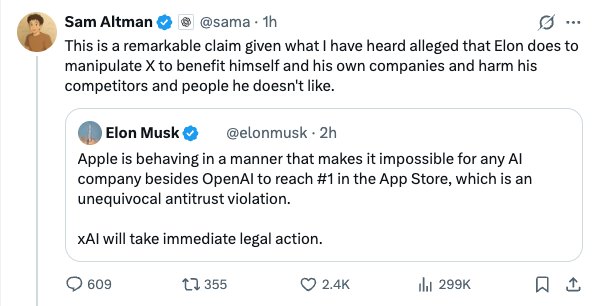 Sam Altman @sama · 1h
This is a remarkable claim given what I have heard alleged that Elon does to
manipulate X to benefit himself and his own companies and harm his
competitors and people he doesn't like.
Elon Musk @elonmusk · 2h
Apple is behaving in a manner that makes it impossible for any AI
company besides OpenAI to reach #1 in the App Store, which is an
unequivocal antitrust violation.
xAI will take immediate legal action.
609 355 2.4K 299K